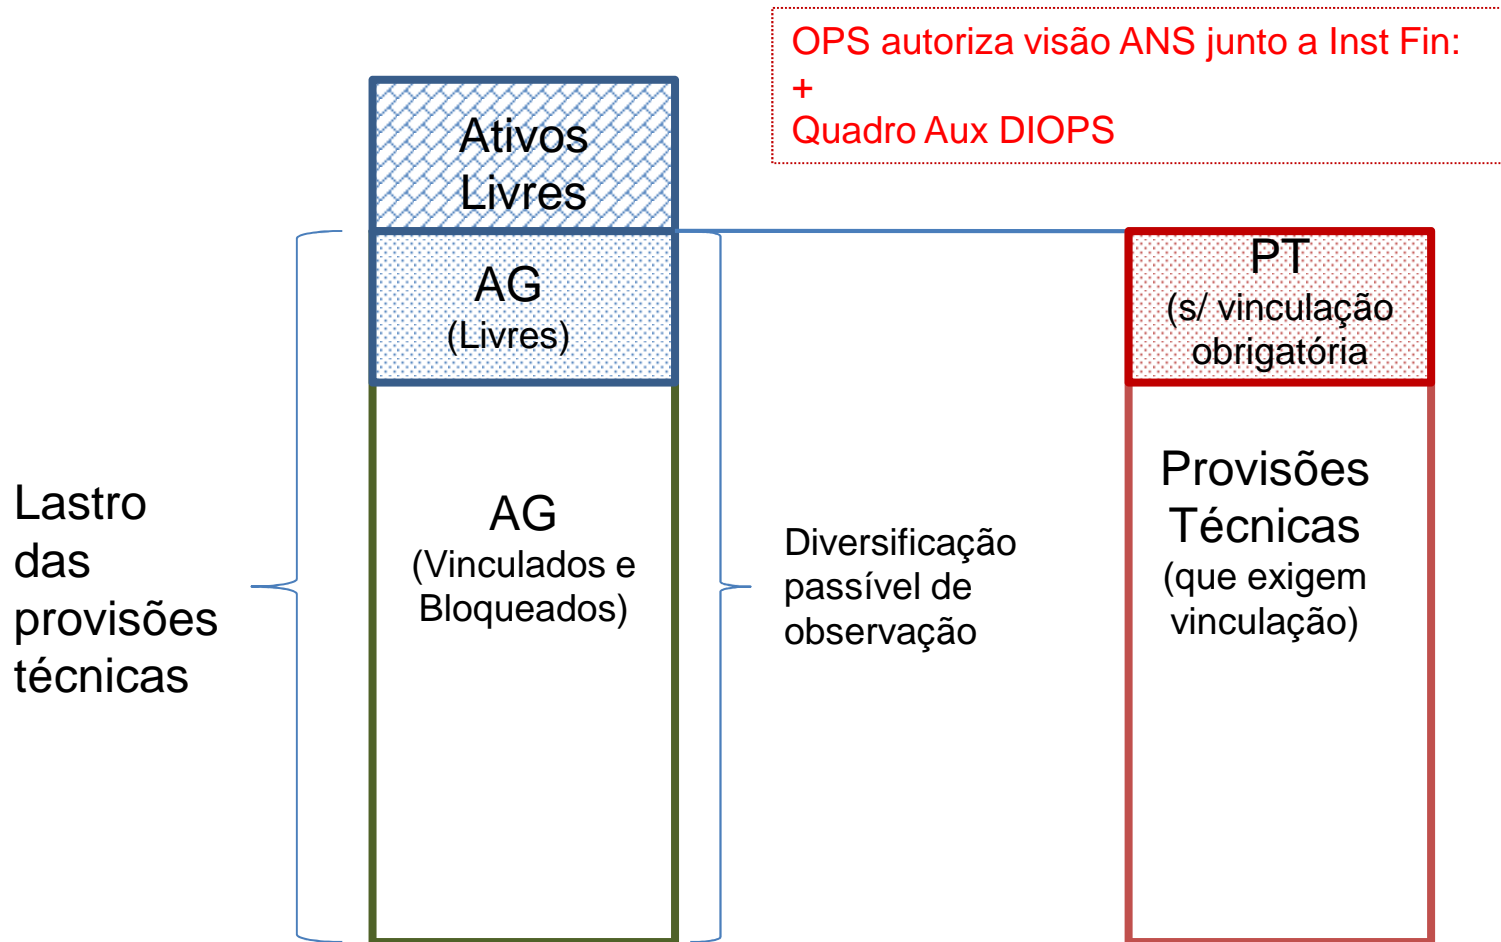 OPS autoriza visão ANS junto a Inst Fin:
+
Quadro Aux DIOPS
Ativos
Livres
AG
(Livres)
PT
(s/ vinculação
obrigatória
Lastro
das
provisões
técnicas
AG
(Vinculados e
Bloqueados)
Diversificação
passível de
observação
Provisões
Técnicas
(que exigem
vinculação)